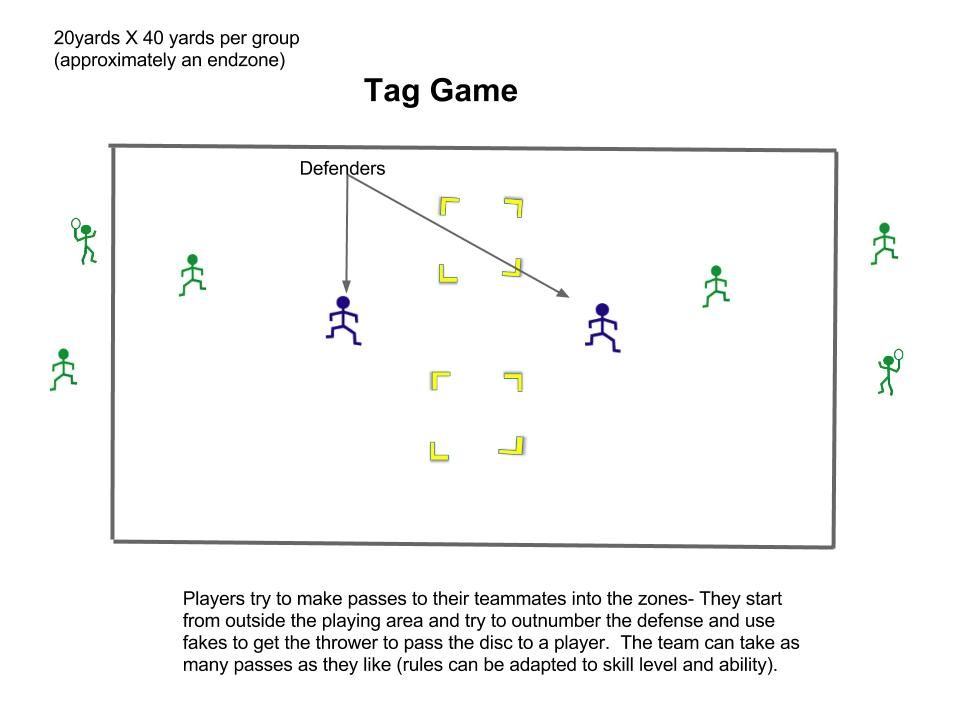 20yards X 40 yards per group
(approximately an endzone)
Tag Game
Defenders
Players try to make passes to their teammates into the zones- They start
from outside the playing area and try to outnumber the defense and use
fakes to get the thrower to pass the disc to a player.  The team can take as
many passes as they like (rules can be adapted to skill level and ability).